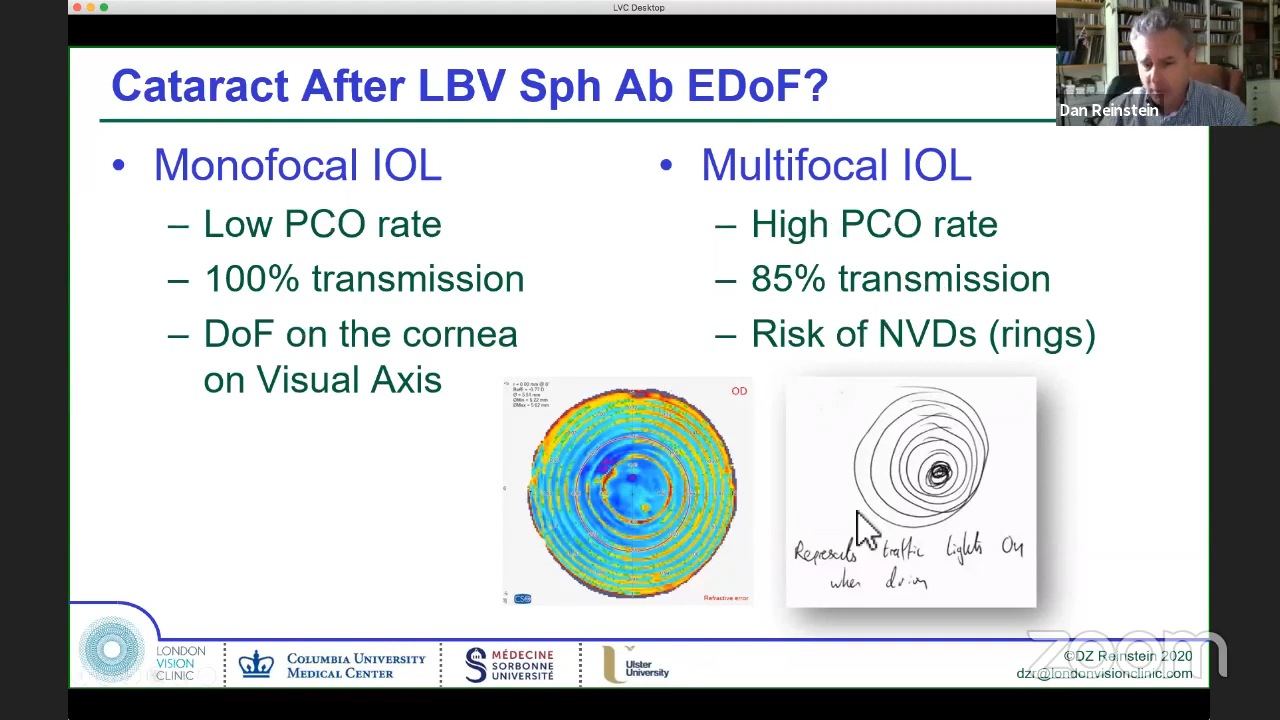 LVC Desktop
Cataract After LBV Sph Ab EDoF?
Dan Reinstein
• Monofocal IOL
– Low PCO rate
– 100% transmission
– DoF on the cornea
on Visual Axis
• Multifocal IOL
– High PCO rate
– 85% transmission
– Risk of NVDs (rings)
OD
CSO
Refractive error
Represents traffic lights On
when
LONDON
VISION
CLINIC
COLUMBIA UNIVERSITY
MEDICAL CENTER
MÉDECINE
SORBONNE
UNIVERSITÉ
Ulster
University
zoom
©DZ Reinstein 2020
dzr@londonvisionclinic.com